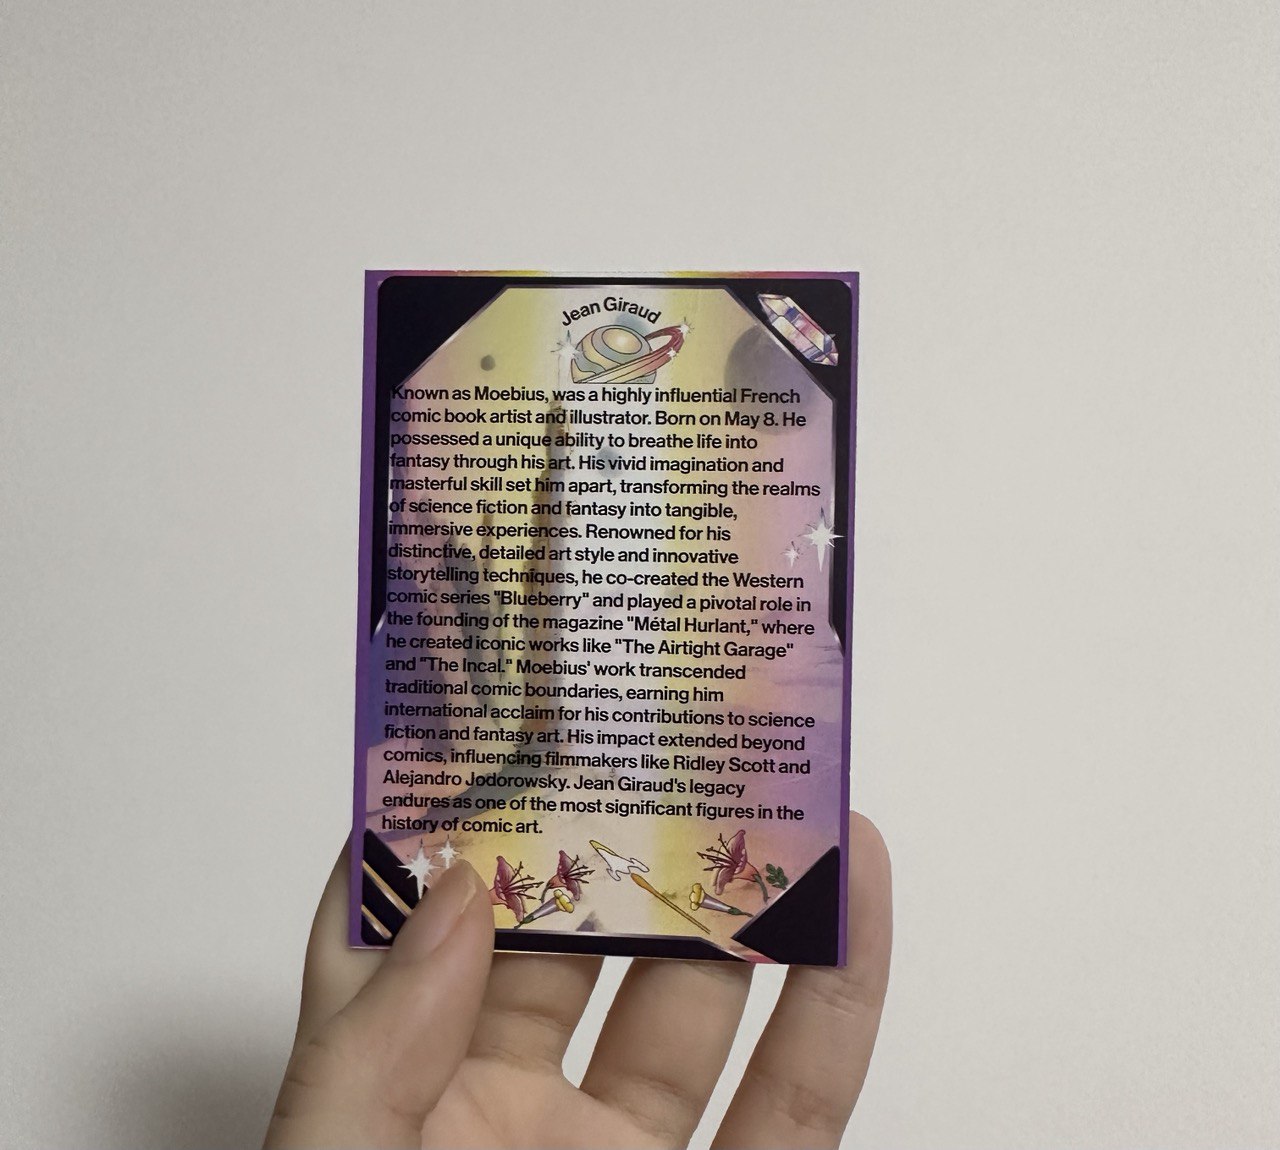 Jean Giraud
Known as Moebius, was a highly influential French
comic book artist and illustrator. Born on May 8. He
possessed a unique ability to breathe life into
fantasy through his art. His vivid imagination and
masterful skill set him apart, transforming the realms
of science fiction and fantasy into tangible,
immersive experiences. Renowned for his
distinctive, detailed art style and innovative
storytelling techniques, he co-created the Western
comic series "Blueberry" and played a pivotal role in
the founding of the magazine "Métal Hurlant," where
he created iconic works like "The Airtight Garage"
and "The Incal." Moebius' work transcended
traditional comic boundaries, earning him
international acclaim for his contributions to science
fiction and fantasy art. His impact extended beyond
comics, influencing filmmakers like Ridley Scott and
Alejandro Jodorowsky. Jean Giraud's legacy
endures as one of the most significant figures in the
history of comic art.